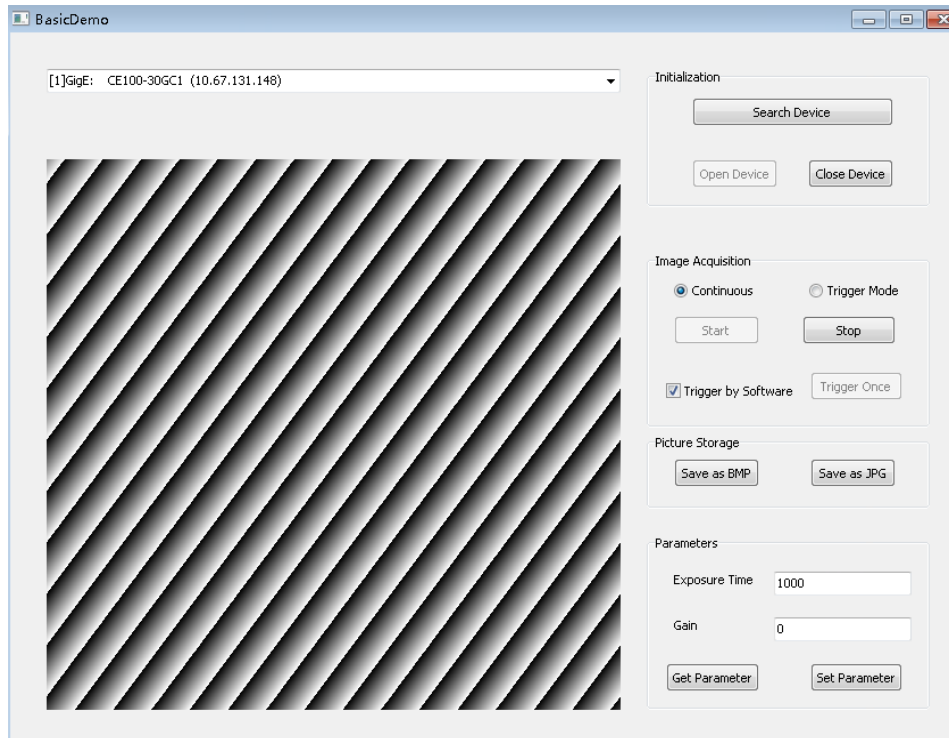 BasicDemo
[1]GigE: CE100-30GC1 (10.67.131.148)
Initialization
Search Device
Open Device Close Device
Image Acquisition
Continuous Trigger Mode
Start Stop
Trigger by Software Trigger Once
Picture Storage
Save as BMP Save as JPG
Parameters
Exposure Time 1000
Gain 0
Get Parameter Set Parameter